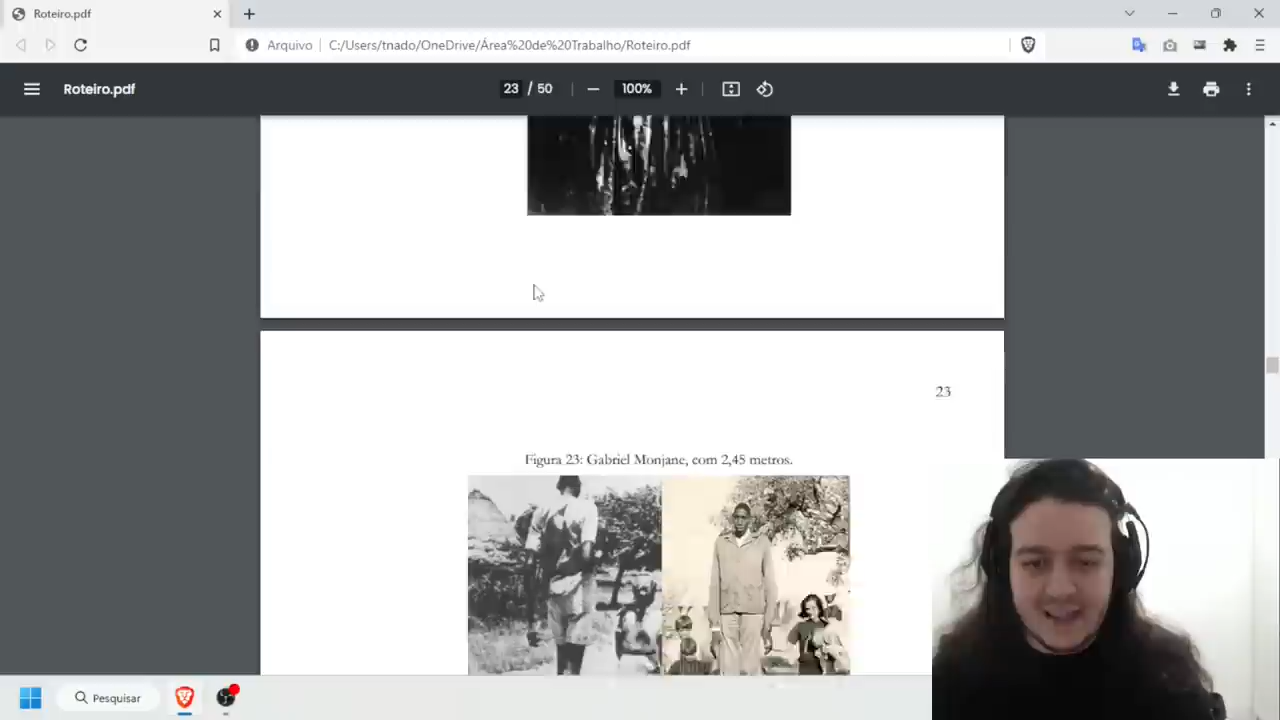 Roteiro.pdf
Arquivo
C:/Users/tnado/OneDrive/Área%20de%20Trabalho/Roteiro.pdf
Roteiro.pdf
23 / 50
100%
23
Figura 23: Gabriel Monjane, com 2,45 metros.
Pesquisar